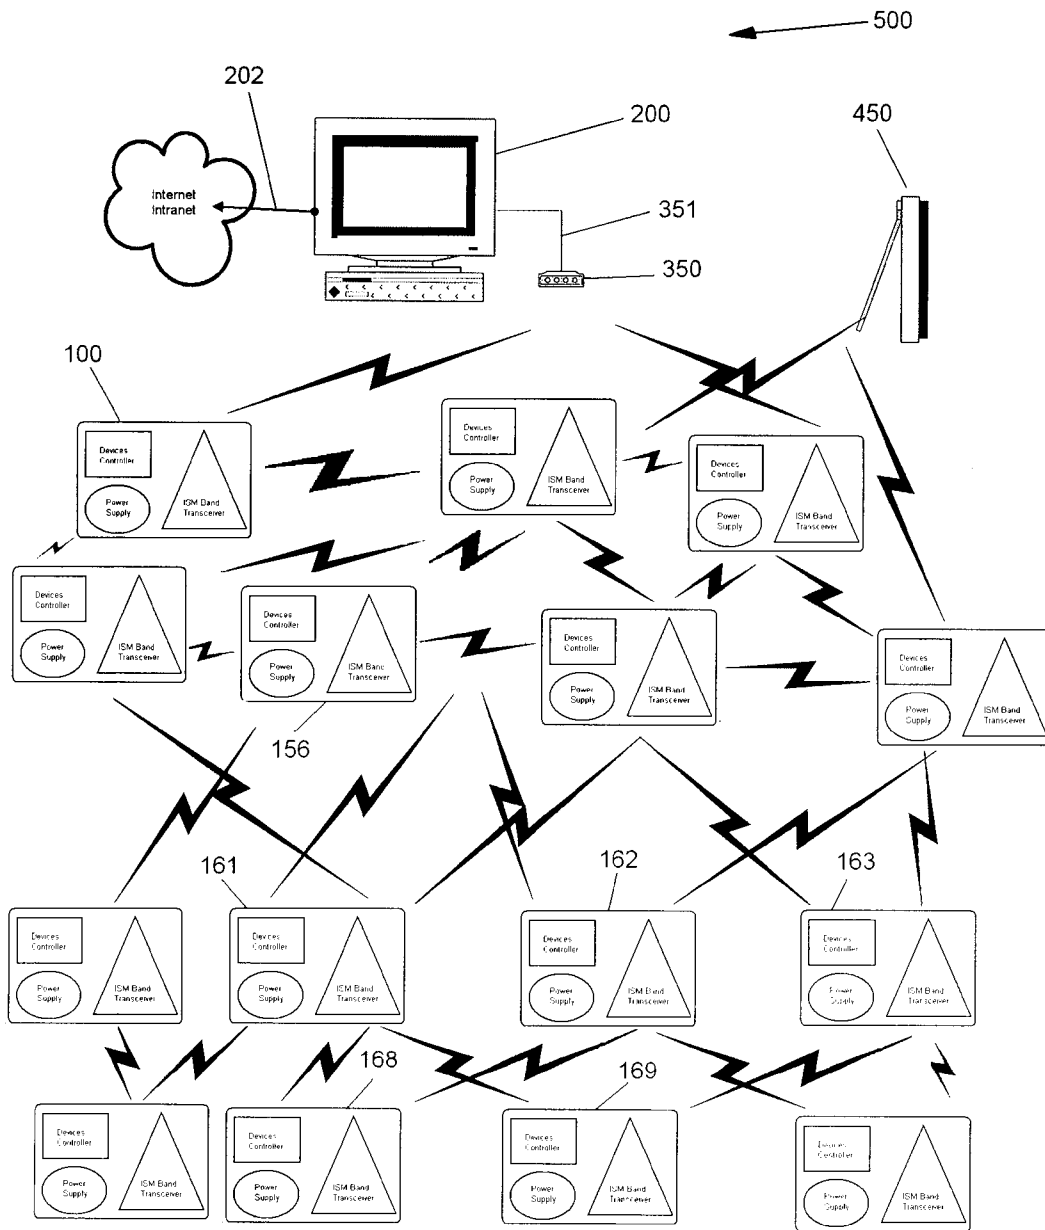 500
202
200
450
Internet
Intranet
351
350
100
Devices
Controller
Power
Supply
ISM Band
Transceiver
Devices
Controller
Power
Supply
ISM Band
Transceiver
Devices
Controller
Power
Supply
ISM Band
Transceiver
Devices
Controller
Power
Supply
ISM Band
Transceiver
Devices
Controller
Power
Supply
ISM Band
Transceiver
156
Devices
Controller
Power
Supply
ISM Band
Transceiver
Devices
Controller
Power
Supply
ISM Band
Transceiver
161
162
163
Devices
Controller
Power
Supply
ISM Band
Transceiver
Devices
Controller
Power
Supply
ISM Band
Transceiver
Devices
Controller
Power
Supply
ISM Band
Transceiver
Devices
Controller
Power
Supply
ISM Band
Transceiver
168
169
Devices
Controller
Power
Supply
ISM Band
Transceiver
Devices
Controller
Power
Supply
ISM Band
Transceiver
Devices
Controller
Power
Supply
ISM Band
Transceiver
Devices
Controller
Power
Supply
ISM Band
Transceiver